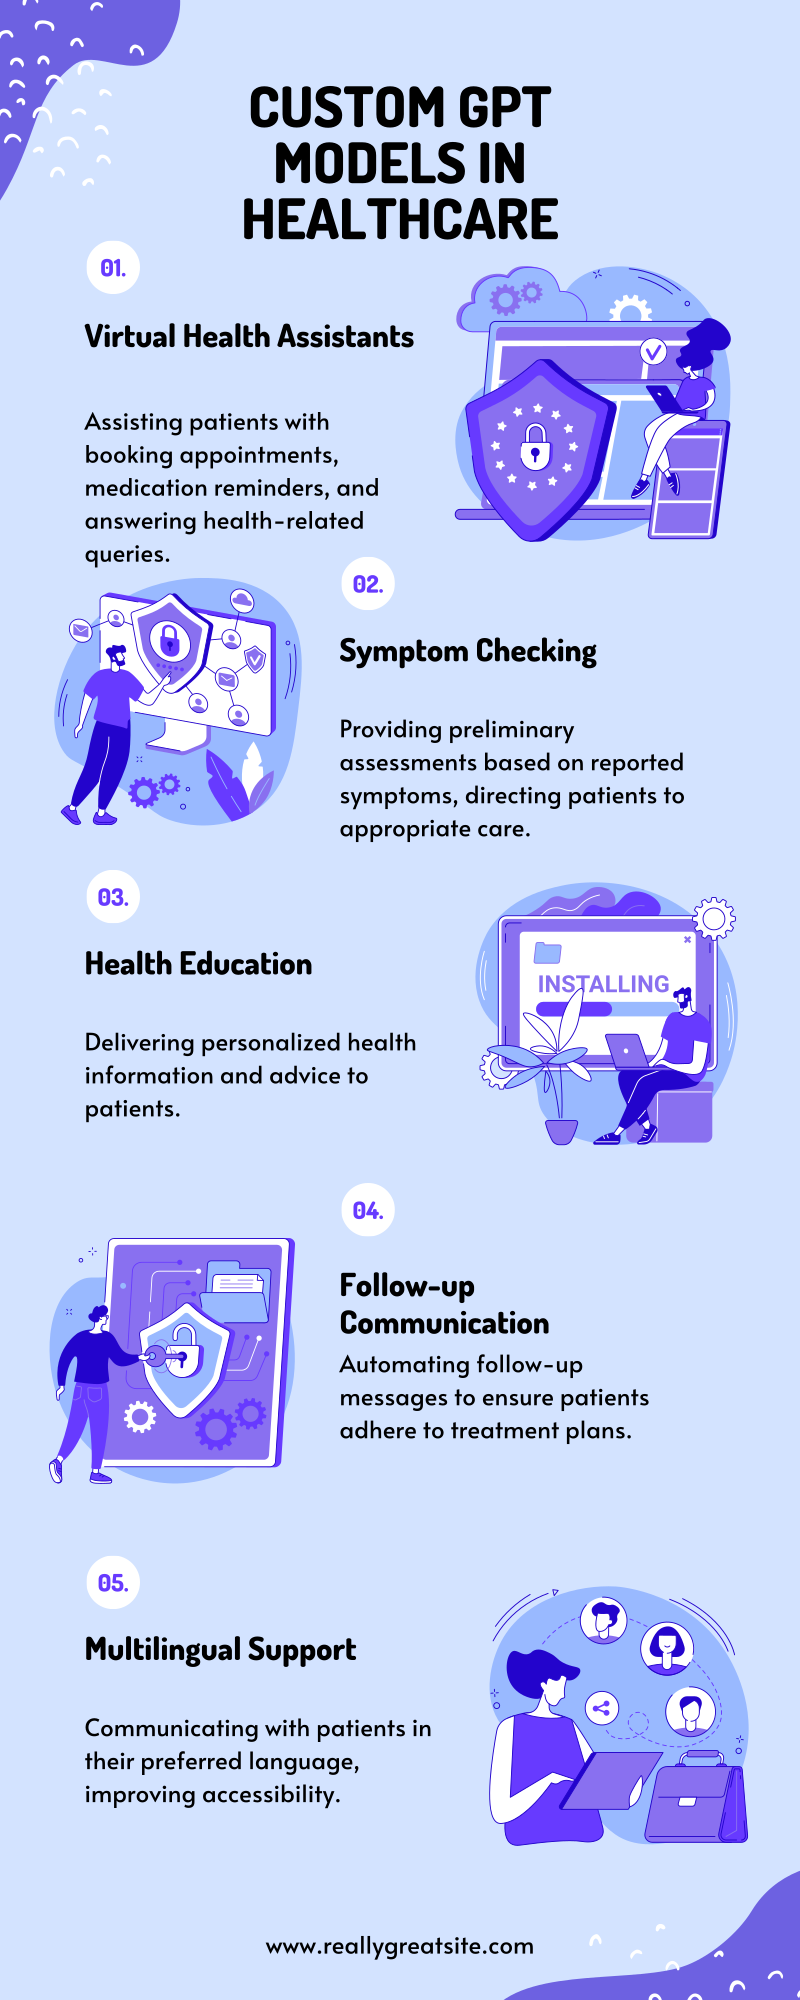 CUSTOM GPT
MODELS IN
HEALTHCARE
01.
Virtual Health Assistants
Assisting patients with
booking appointments,
medication reminders, and
answering health-related
queries.
02.
Symptom Checking
Providing preliminary
assessments based on reported
symptoms, directing patients to
appropriate care.
03.
Health Education
Delivering personalized health
information and advice to
patients.
INSTALLING
04.
Follow-up
Communication
Automating follow-up
messages to ensure patients
adhere to treatment plans.
05.
Multilingual Support
Communicating with patients in
their preferred language,
improving accessibility.
www.reallygreatsite.com